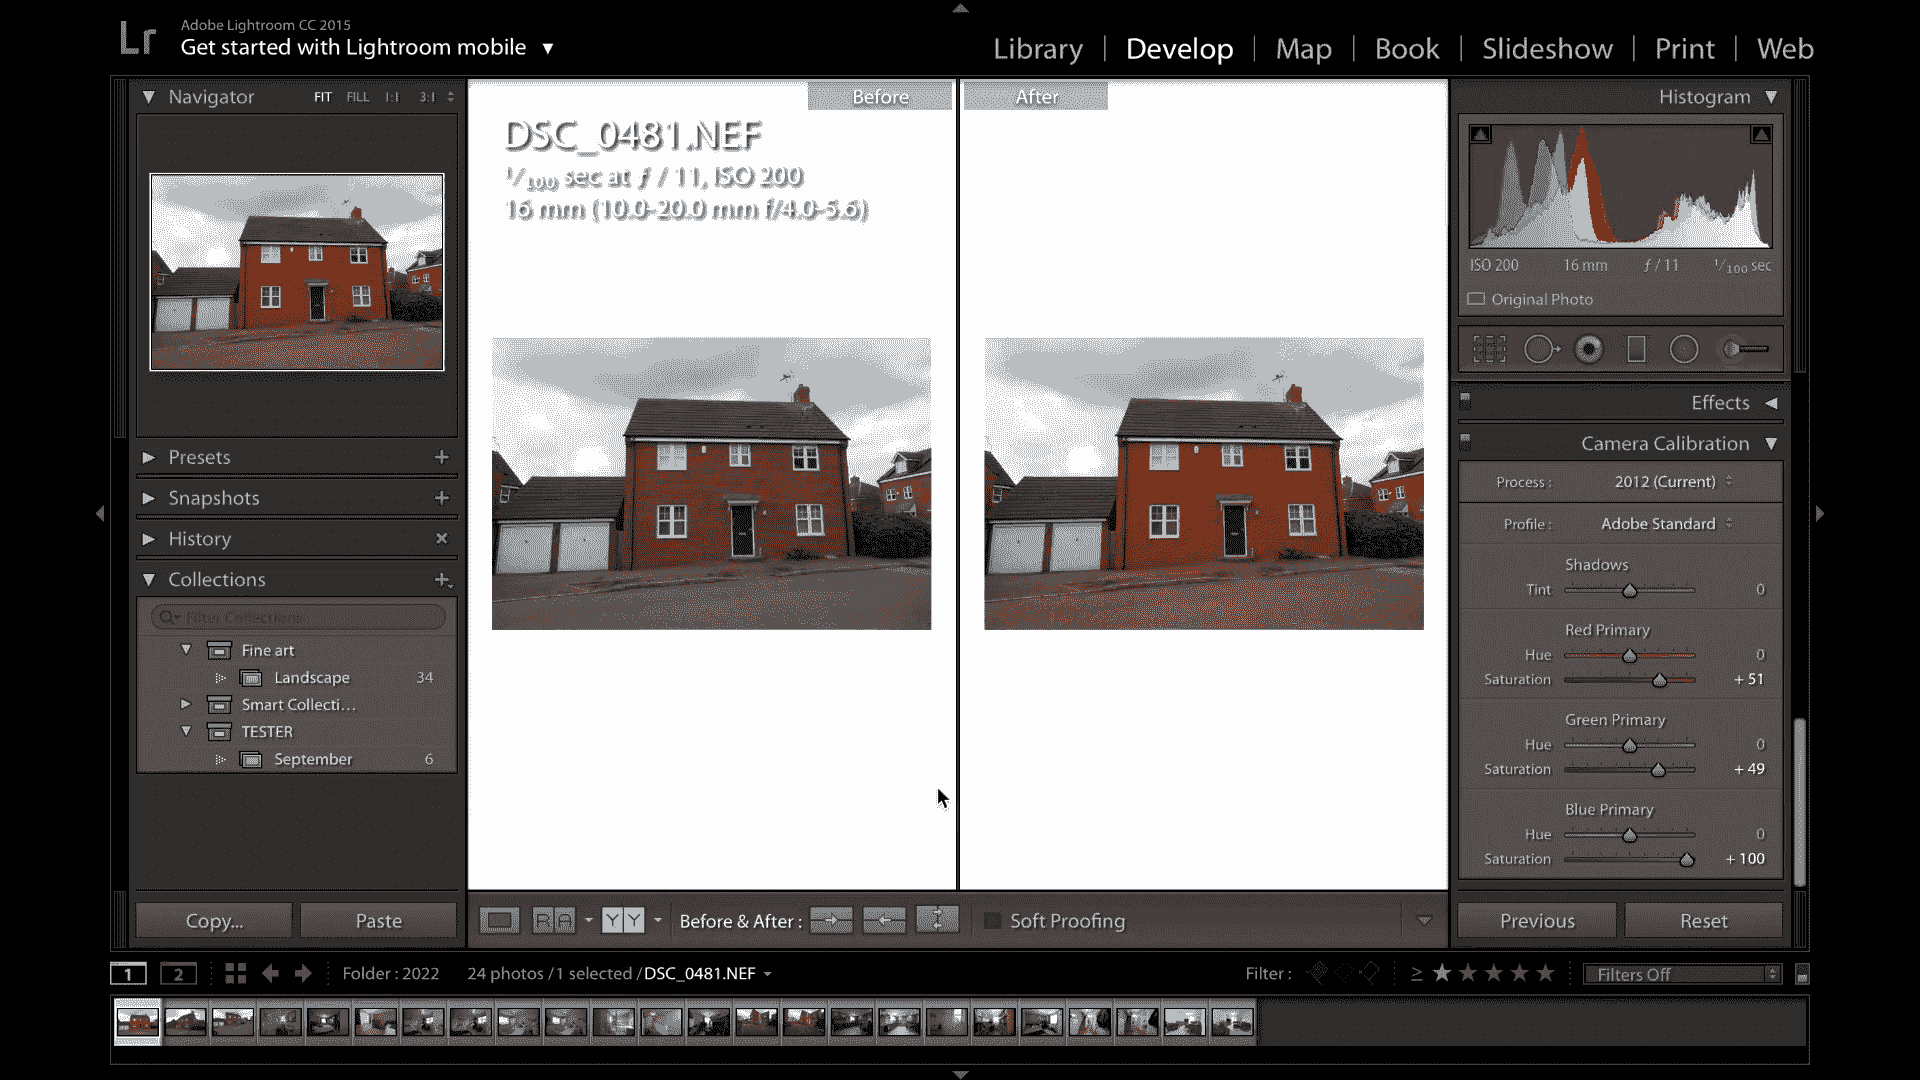 Lr
Adobe Lightroom CC 2015
Get started with Lightroom mobile
Library
Develop
Map
Book
Slideshow
Print
Web
Navigator
FIT
FILL
1:1
3:1
Presets
Snapshots
History
Collections
Filter Collections
Fine art
Landscape 34
Smart Collecti...
TESTER
September 6
Copy...
Paste
Before
DSC_0481.NEF
1/100 sec at ƒ / 11, ISO 200
16 mm (10.0-20.0 mm f/4.0-5.6)
After
R A
Y Y
Before & After :
Soft Proofing
Histogram
ISO 200
16 mm
ƒ / 11
1/100 sec
Original Photo
Effects
Camera Calibration
Process : 2012 (Current)
Profile : Adobe Standard
Shadows
Tint 0
Red Primary
Hue 0
Saturation + 51
Green Primary
Hue 0
Saturation + 49
Blue Primary
Hue 0
Saturation + 100
Previous
Reset
1
2
Folder : 2022
24 photos /1 selected /DSC_0481.NEF
Filter :
≥
Filters Off